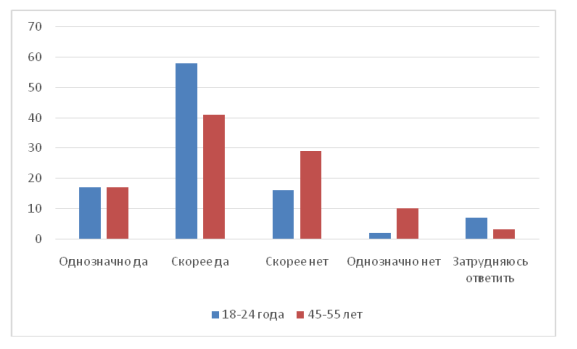 70
60
50
40
30
20
10
0
Однозначно да
Скорее да
Скорее нет
Однозначно нет
Затрудняюсь
ответить
18-24 года
45-55 лет